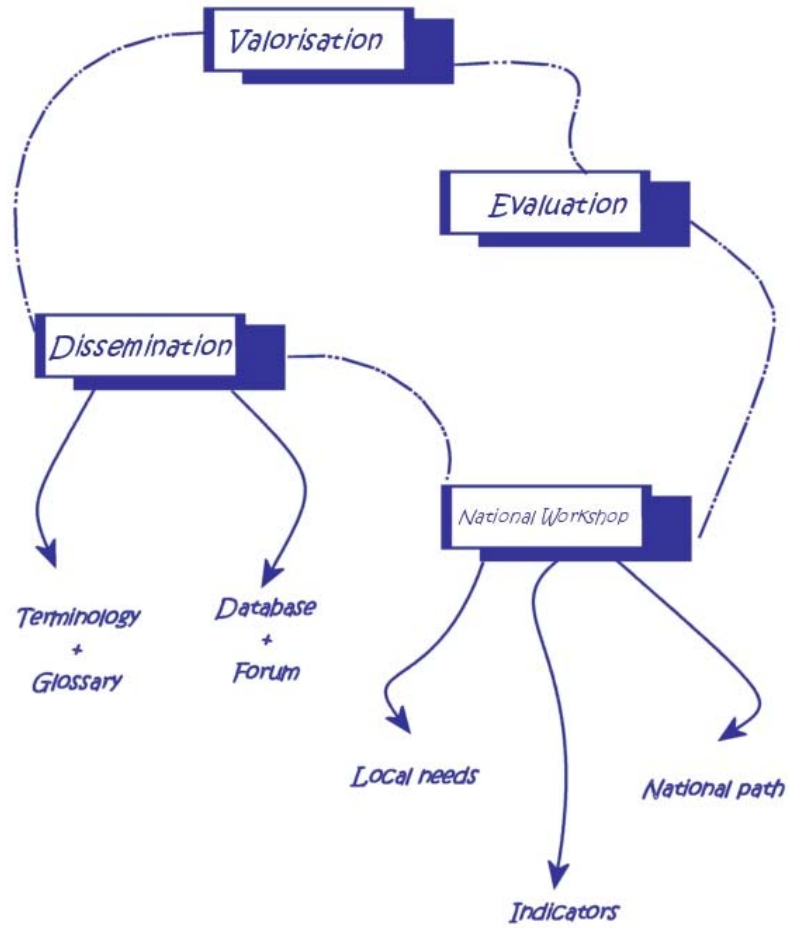 Valorisation
Evaluation
Dissemination
National Workshop
Terminology
+
Glossary
Database
+
Forum
Local needs
National path
Indicators